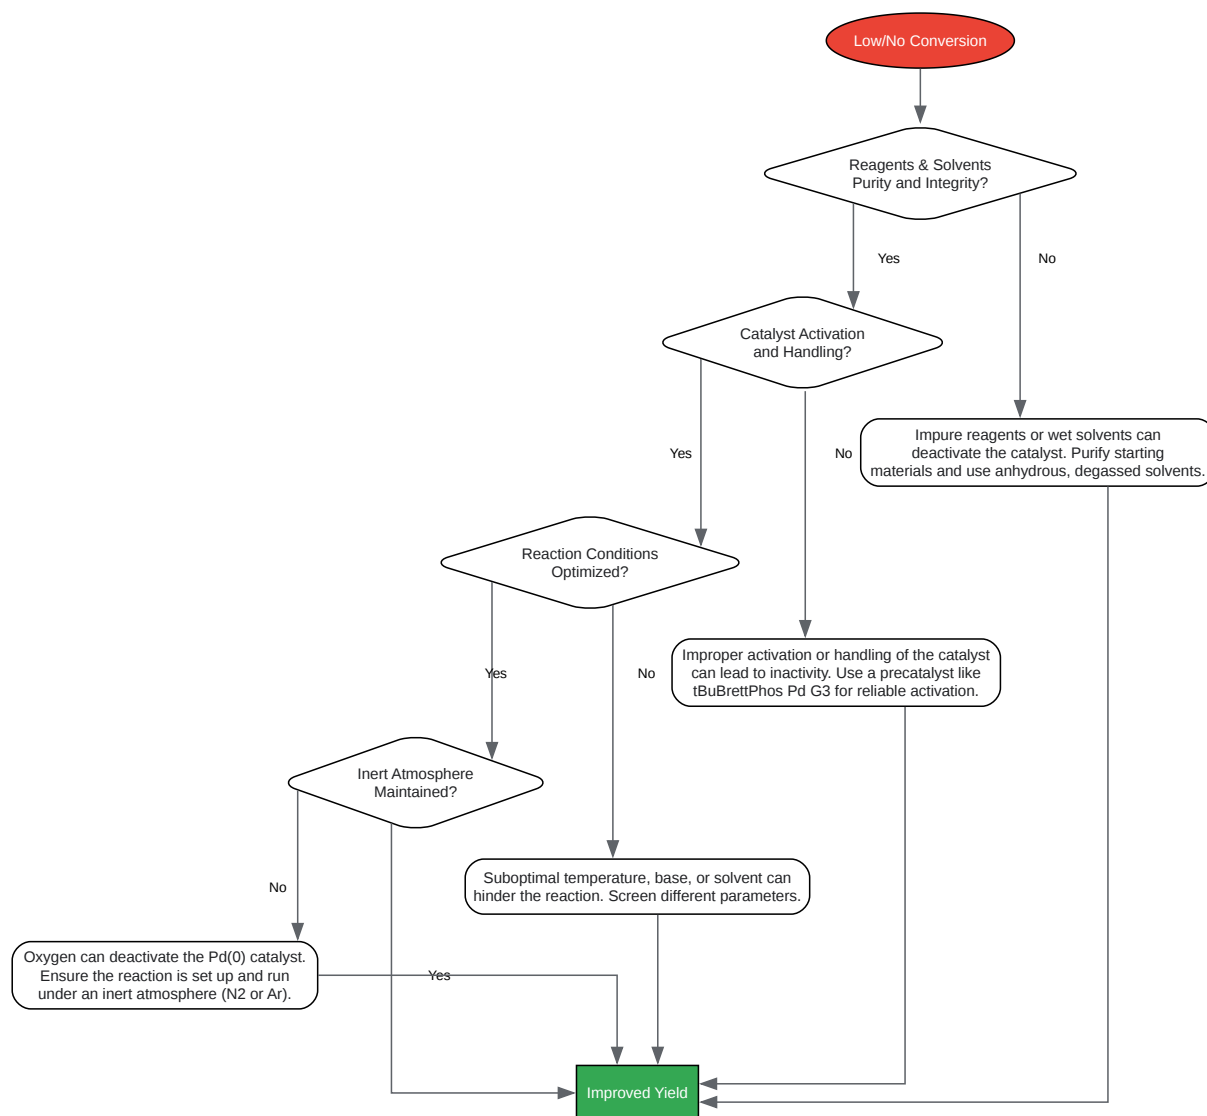 Low/No Conversion
Reagents & Solvents
Purity and Integrity?
Yes
No
Catalyst Activation
and Handling?
Impure reagents or wet solvents can
deactivate the catalyst. Purify starting
materials and use anhydrous, degassed solvents.
Yes
No
Reaction Conditions
Optimized?
Improper activation or handling of the catalyst
can lead to inactivity. Use a precatalyst like
tBuBrettPhos Pd G3 for reliable activation.
Yes
No
Inert Atmosphere
Maintained?
Suboptimal temperature, base, or solvent can
hinder the reaction. Screen different parameters.
No
Oxygen can deactivate the Pd(0) catalyst.
Ensure the reaction is set up and run
under an inert atmosphere (N2 or Ar).
Yes
Improved Yield